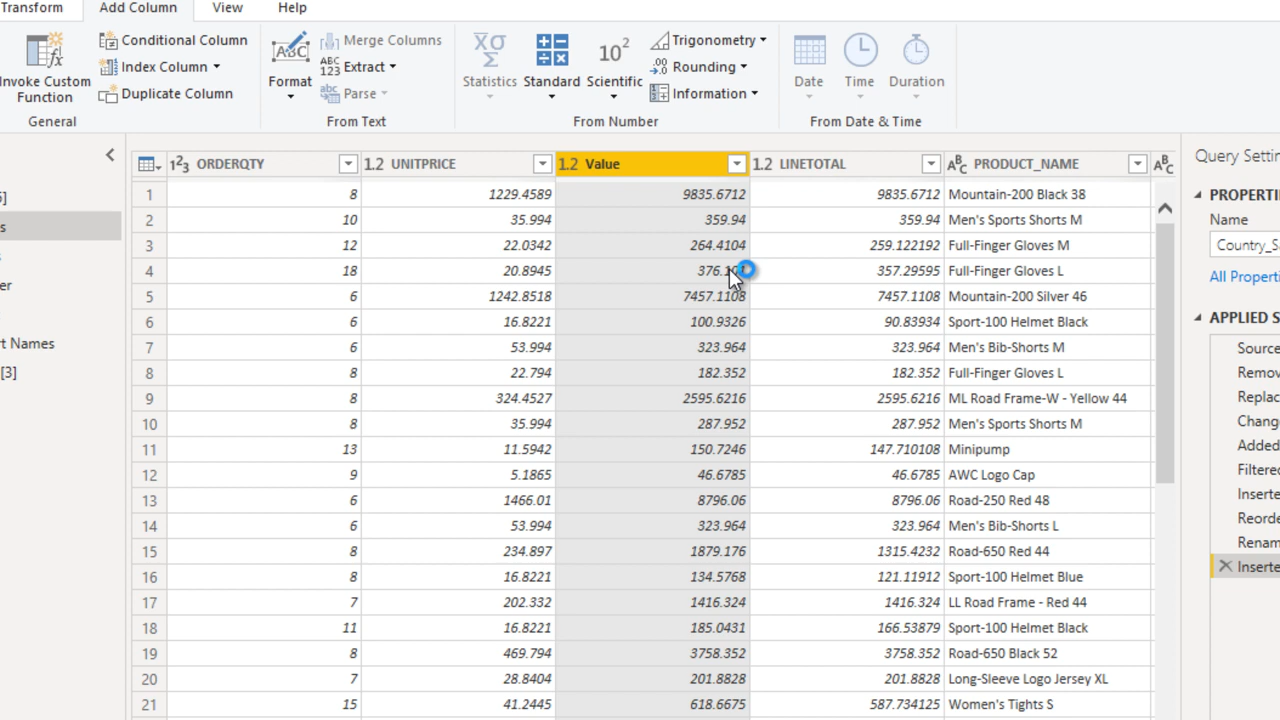 Transform Add Column View Help
Conditional Column Merge Columns Trigonometry
Index Column ABC 123 Extract .00 Rounding
Invoke Custom Function Duplicate Column ABC Format abc Parse Statistics Standard 10² Scientific Information Date Time Duration
General From Text From Number From Date & Time
1²3 ORDERQTY 1.2 UNITPRICE 1.2 Value 1.2 LINETOTAL ABC PRODUCT_NAME
1 8 1229.4589 9835.6712 9835.6712 Mountain-200 Black 38
2 10 35.994 359.94 359.94 Men's Sports Shorts M
3 12 22.0342 264.4104 259.122192 Full-Finger Gloves M
4 18 20.8945 357.29595 Full-Finger Gloves L
5 6 1242.8518 7457.1108 7457.1108 Mountain-200 Silver 46
6 6 16.8221 100.9326 90.83934 Sport-100 Helmet Black
7 6 53.994 323.964 323.964 Men's Bib-Shorts M
8 8 22.794 182.352 182.352 Full-Finger Gloves L
9 8 324.4527 2595.6216 2595.6216 ML Road Frame-W - Yellow 44
10 8 35.994 287.952 287.952 Men's Sports Shorts M
11 13 11.5942 150.7246 147.710108 Minipump
12 9 5.1865 46.6785 46.6785 AWC Logo Cap
13 6 1466.01 8796.06 8796.06 Road-250 Red 48
14 6 53.994 323.964 323.964 Men's Bib-Shorts L
15 8 234.897 1879.176 1315.4232 Road-650 Red 44
16 8 16.8221 134.5768 121.11912 Sport-100 Helmet Blue
17 7 202.332 1416.324 1416.324 LL Road Frame - Red 44
18 11 16.8221 185.0431 166.53879 Sport-100 Helmet Black
19 8 469.794 3758.352 3758.352 Road-650 Black 52
20 7 28.8404 201.8828 201.8828 Long-Sleeve Logo Jersey XL
21 15 41.2445 618.6675 587.734125 Women's Tights S
rt Names
[3]
Query Settin
PROPERTI
Name
Country_S
All Properti
APPLIED S
Source
Remov
Replac
Chang
Added
Filtere
Inserte
Reorde
Renam
Inserte